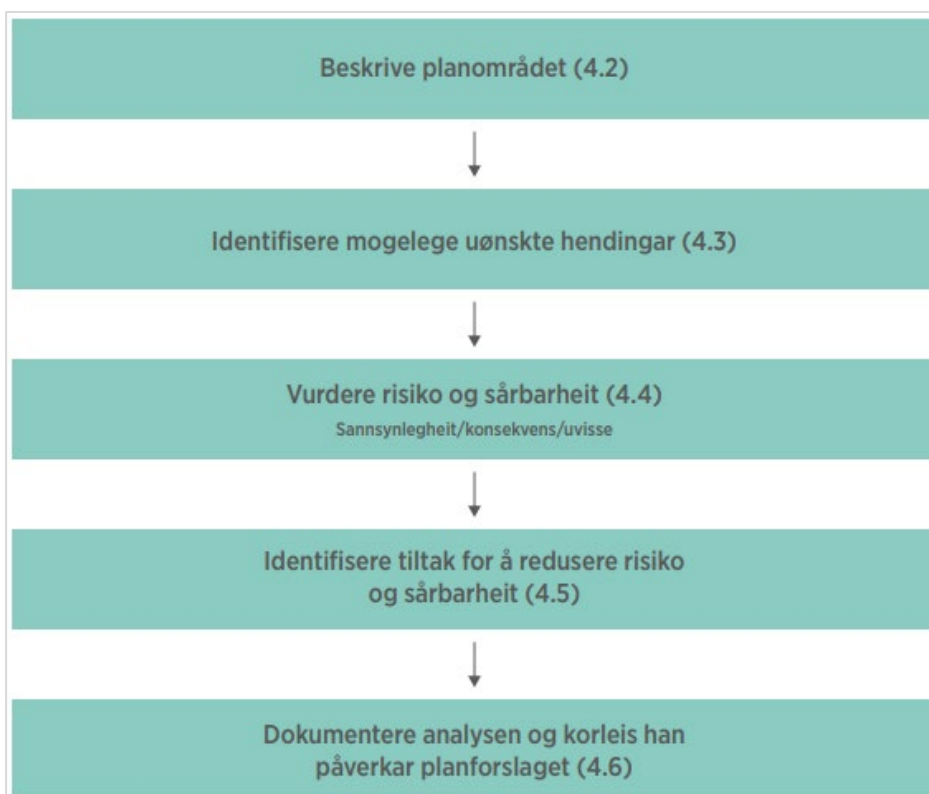 Beskrive planområdet (4.2)
Identifisere mogelege uønskte hendingar (4.3)
Vurdere risiko og sårbarheit (4.4)
Sannsynlegheit/konsekvens/uvisse
Identifisere tiltak for å redusere risiko
og sårbarheit (4.5)
Dokumentere analysen og korleis han
påverkar planforslaget (4.6)